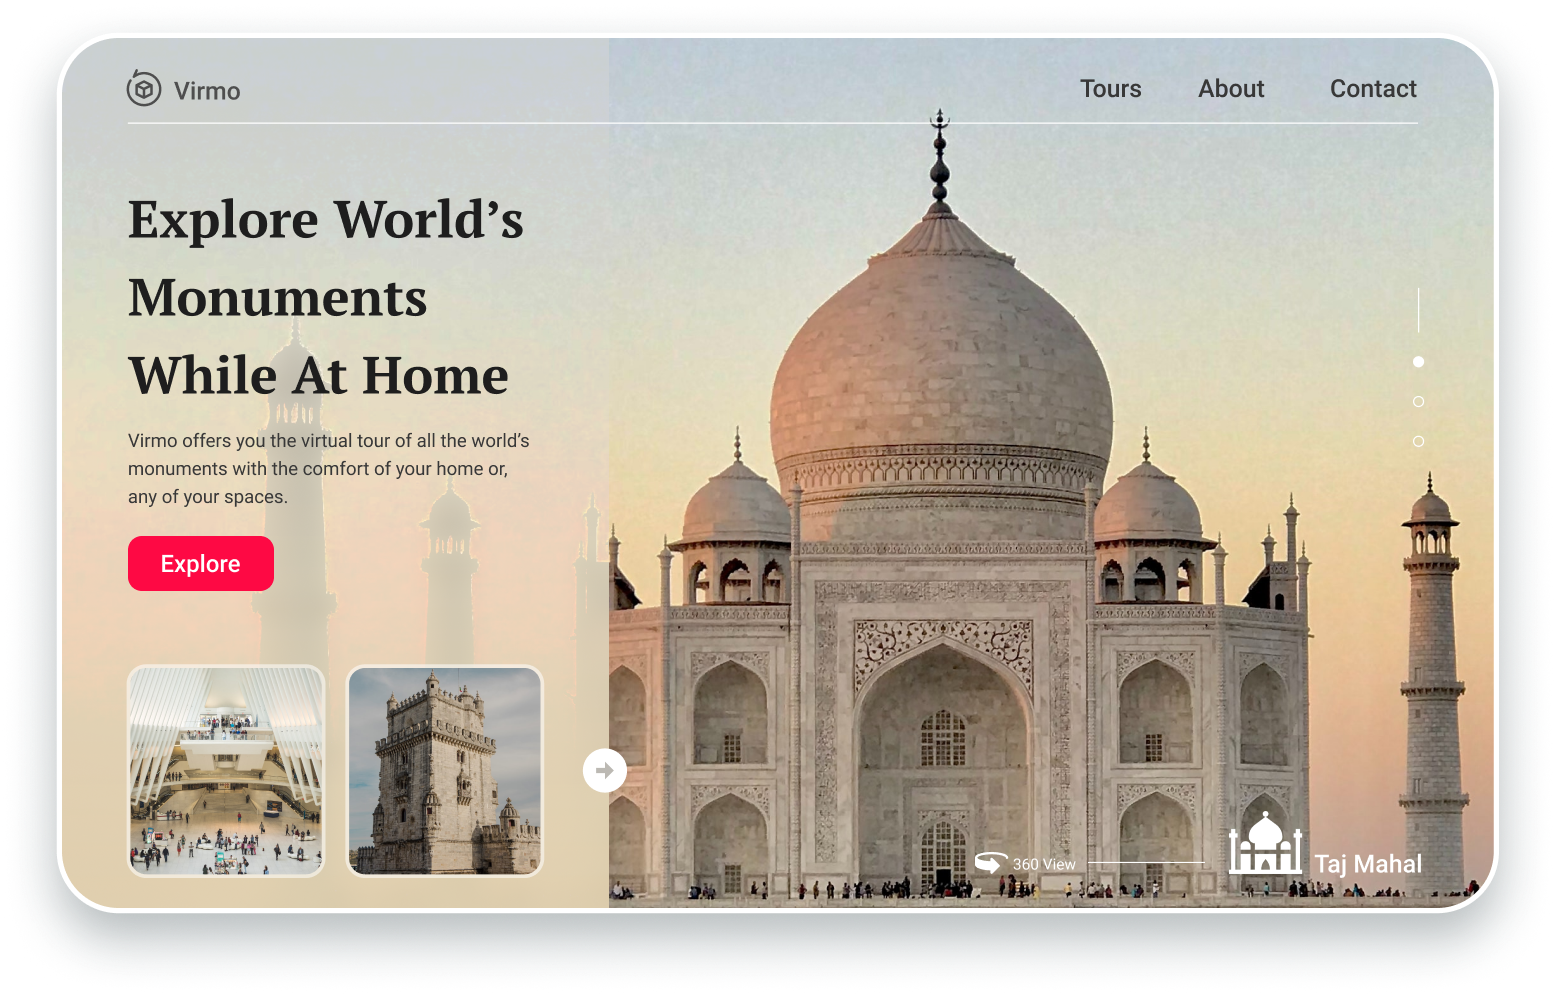 Virmo
Tours
About
Contact
Explore World’s
Monuments
While At Home
Virmo offers you the virtual tour of all the world’s
monuments with the comfort of your home or,
any of your spaces.
Explore
360 View
Taj Mahal